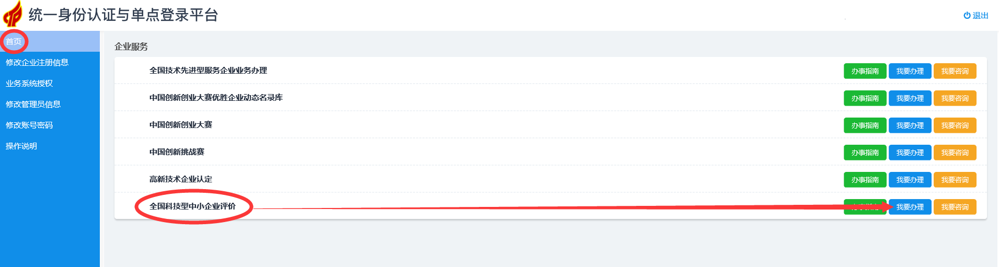 统一身份认证与单点登录平台
退出
首页
修改企业注册信息
业务系统授权
修改管理员信息
修改账号密码
操作说明
企业服务
全国技术先进型服务企业业务办理 办事指南 我要办理 我要咨询
中国创新创业大赛优胜企业动态名录库 办事指南 我要办理 我要咨询
中国创新创业大赛 办事指南 我要办理 我要咨询
中国创新挑战赛 办事指南 我要办理 我要咨询
高新技术企业认定 办事指南 我要办理 我要咨询
全国科技型中小企业评价 我要办理 我要咨询